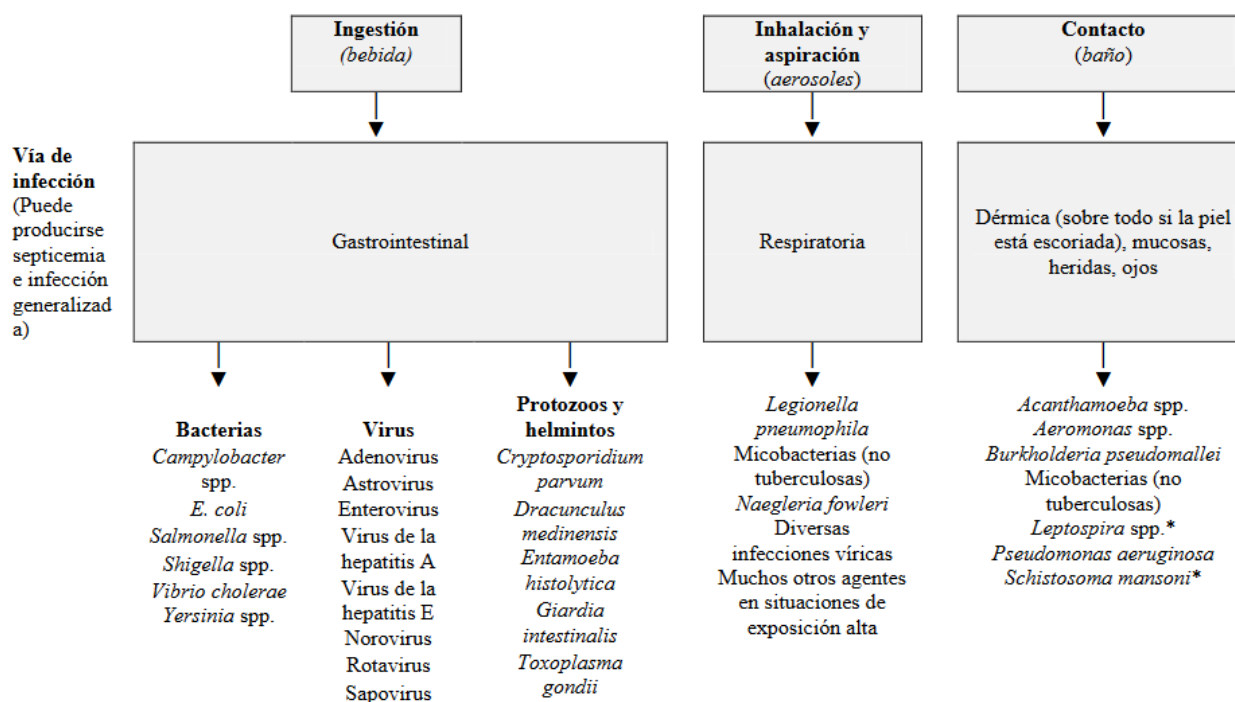 Ingestión
(bebida)
Inhalación y
aspiración
(aerosoles)
Contacto
(baño)
Vía de
infección
(Puede
producirse
septicemia
e infección
generalizad
a)
Gastrointestinal
Respiratoria
Dérmica (sobre todo si la piel
está escoriada), mucosas,
heridas, ojos
Bacterias
Campylobacter
spp.
E. coli
Salmonella spp.
Shigella spp.
Vibrio cholerae
Yersinia spp.
Virus
Adenovirus
Astrovirus
Enterovirus
Virus de la
hepatitis A
Virus de la
hepatitis E
Norovirus
Rotavirus
Sapovirus
Protozoos y
helmintos
Cryptosporidium
parvum
Dracunculus
medinensis
Entamoeba
histolytica
Giardia
intestinalis
Toxoplasma
gondii
Legionella
pneumophila
Micobacterias (no
tuberculosas)
Naegleria fowleri
Diversas
infecciones víricas
Muchos otros agentes
en situaciones de
exposición alta
Acanthamoeba spp.
Aeromonas spp.
Burkholderia pseudomallei
Micobacterias (no
tuberculosas)
Leptospira spp.*
Pseudomonas aeruginosa
Schistosoma mansoni*